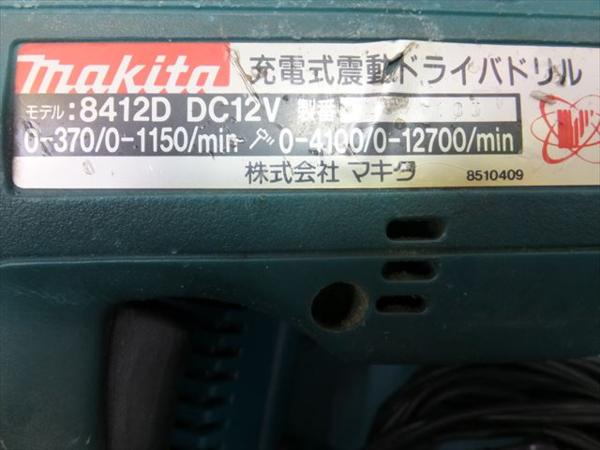 makita 充電式震動ドライバドリル
モデル:8412D DC12V 製番
0-370/0-1150/min 0-4100/0-12700/min
株式会社 マキタ 8510409